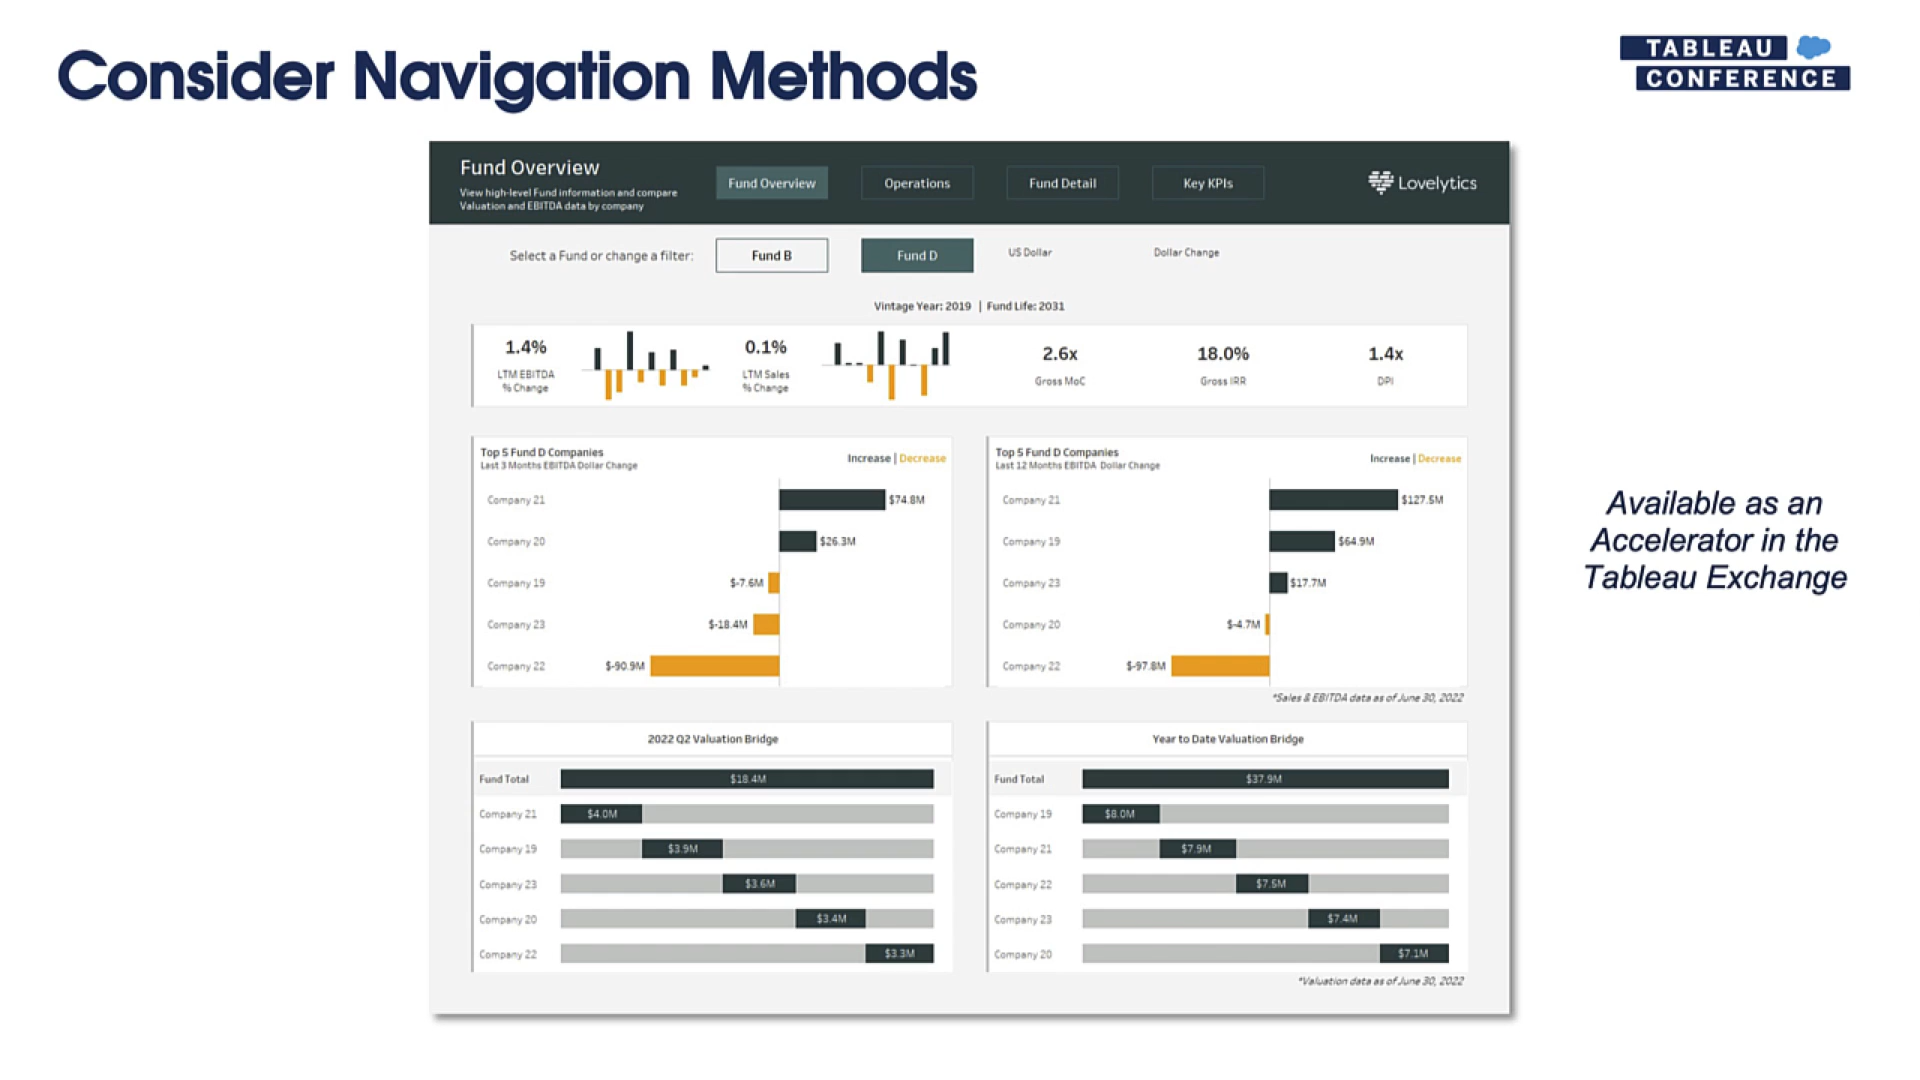 Consider Navigation Methods
TABLEAU
CONFERENCE
Fund Overview
View high-level Fund information and compare
Valuation and EBITDA data by company
Fund Overview
Operations
Fund Detail
Key KPIs
Lovelytics
Select a Fund or change a filter:
Fund B
Fund D
US Dollar
Dollar Change
Vintage Year: 2019 | Fund Life: 2031
1.4%
LTM EBITDA
% Change
0.1%
LTM Sales
% Change
2.6x
Gross MoC
18.0%
Gross IRR
1.4x
DPI
Top 5 Fund D Companies
Last 3 Months EBITDA Dollar Change
Increase | Decrease
Company 21 $74.8M
Company 20 $26.3M
Company 19 $-7.6M
Company 23 $-18.4M
Company 22 $-90.9M
Top 5 Fund D Companies
Last 12 Months EBITDA Dollar Change
Increase | Decrease
Company 21 $127.5M
Company 19 $64.9M
Company 23 $17.7M
Company 20 $-4.7M
Company 22 $-97.8M
*Sales & EBITDA data as of June 30, 2022
2022 Q2 Valuation Bridge
Fund Total $18.4M
Company 21 $4.0M
Company 19 $3.9M
Company 23 $3.6M
Company 20 $3.4M
Company 22 $3.3M
Year to Date Valuation Bridge
Fund Total $37.9M
Company 19 $8.0M
Company 21 $7.9M
Company 22 $7.5M
Company 23 $7.4M
Company 20 $7.1M
*Valuation data as of June 30, 2022
Available as an
Accelerator in the
Tableau Exchange